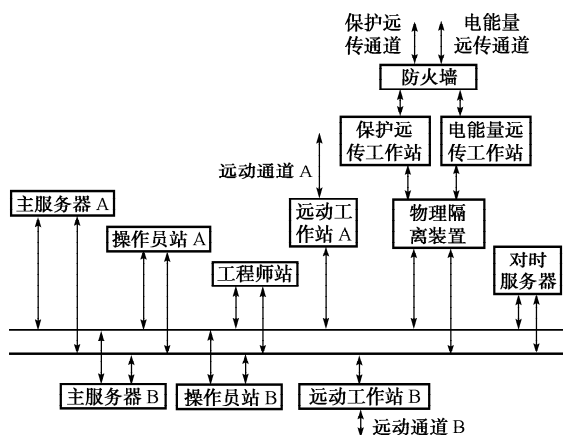 保护远
传通道
电能量
远传通道
防火墙
保护远
传工作站
电能量远
传工作站
远动通道 A
主服务器 A
远动工
作站 A
物理隔
离装置
操作员站 A
工程师站
对时
服务器
主服务器 B
操作员站 B
远动工作站 B
远动通道 B